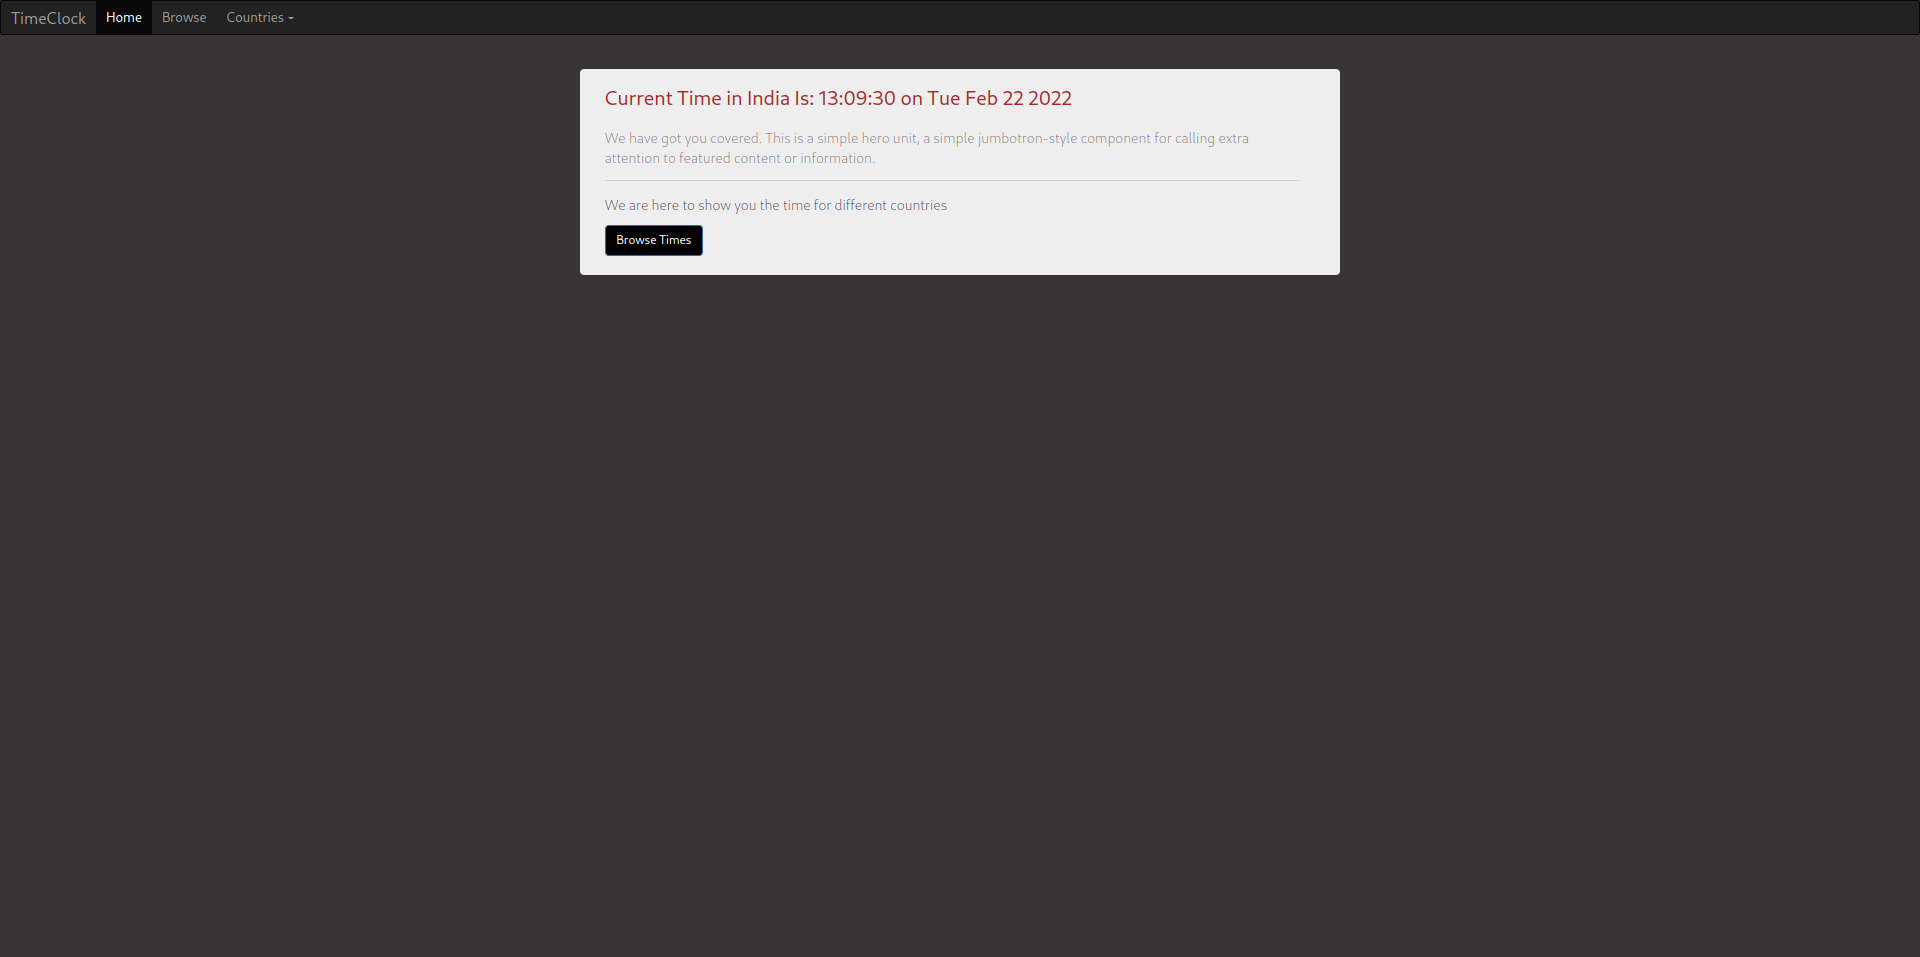 TimeClock Home Browse Countries
Current Time in India Is: 13:09:30 on Tue Feb 22 2022
We have got you covered. This is a simple hero unit, a simple jumbotron-style component for calling extra
attention to featured content or information.
We are here to show you the time for different countries
Browse Times